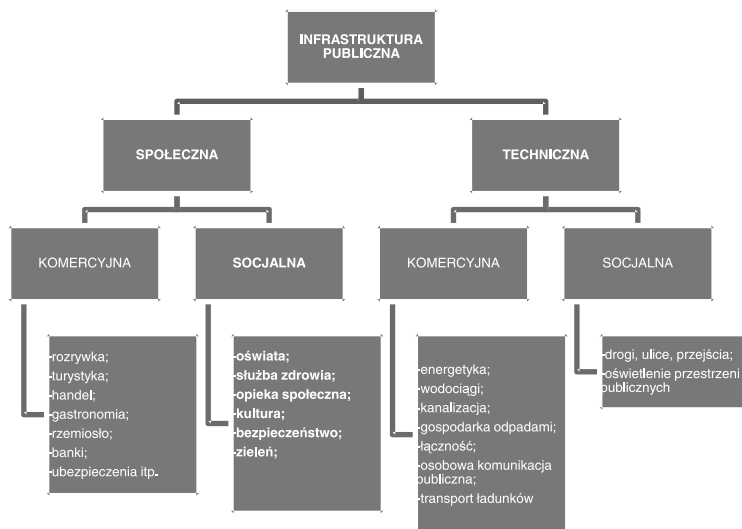 INFRASTRUKTURA
PUBLICZNA
SPOŁECZNA
TECHNICZNA
KOMERCYJNA
SOCJALNA
KOMERCYJNA
SOCJALNA
-rozrywka;
-turystyka;
-handel;
-gastronomia;
-rzemiosło;
-banki;
-ubezpieczenia itp.
-oświata;
-służba zdrowia;
-opieka społeczna;
-kultura;
-bezpieczeństwo;
-zieleń;
-energetyka;
-wodociągi;
-kanalizacja;
-gospodarka odpadami;
-łączność;
-osobowa komunikacja
publiczna;
-transport ładunków
-drogi, ulice, przejścia;
-oświetlenie przestrzeni
publicznych